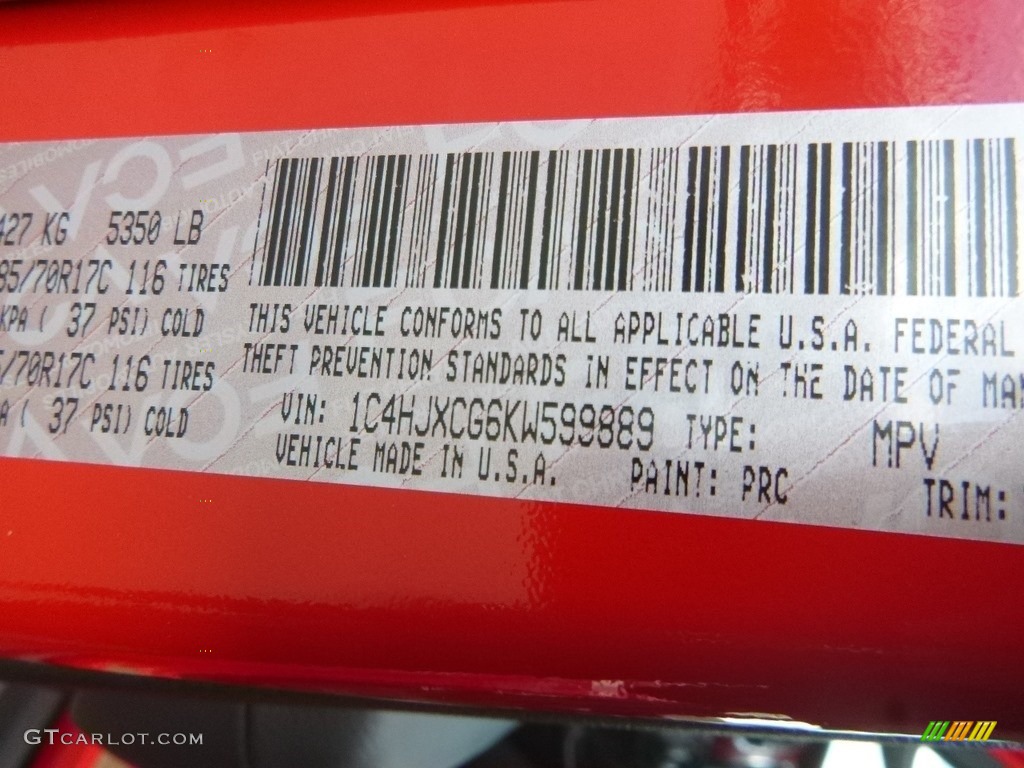 427 KG 5350 LB
85/70R17C 116 TIRES
KPA ( 37 PSI) COLD
5/70R17C 116 TIRES
A ( 37 PSI) COLD
THIS VEHICLE CONFORMS TO ALL APPLICABLE U.S.A. FEDERAL
THEFT PREVENTION STANDARDS IN EFFECT ON THE DATE OF MAN
VIN: 1C4HJXCG6KW599889 TYPE: MPV
VEHICLE MADE IN U.S.A. PAINT: PRC TRIM:
GTCARLOT.COM